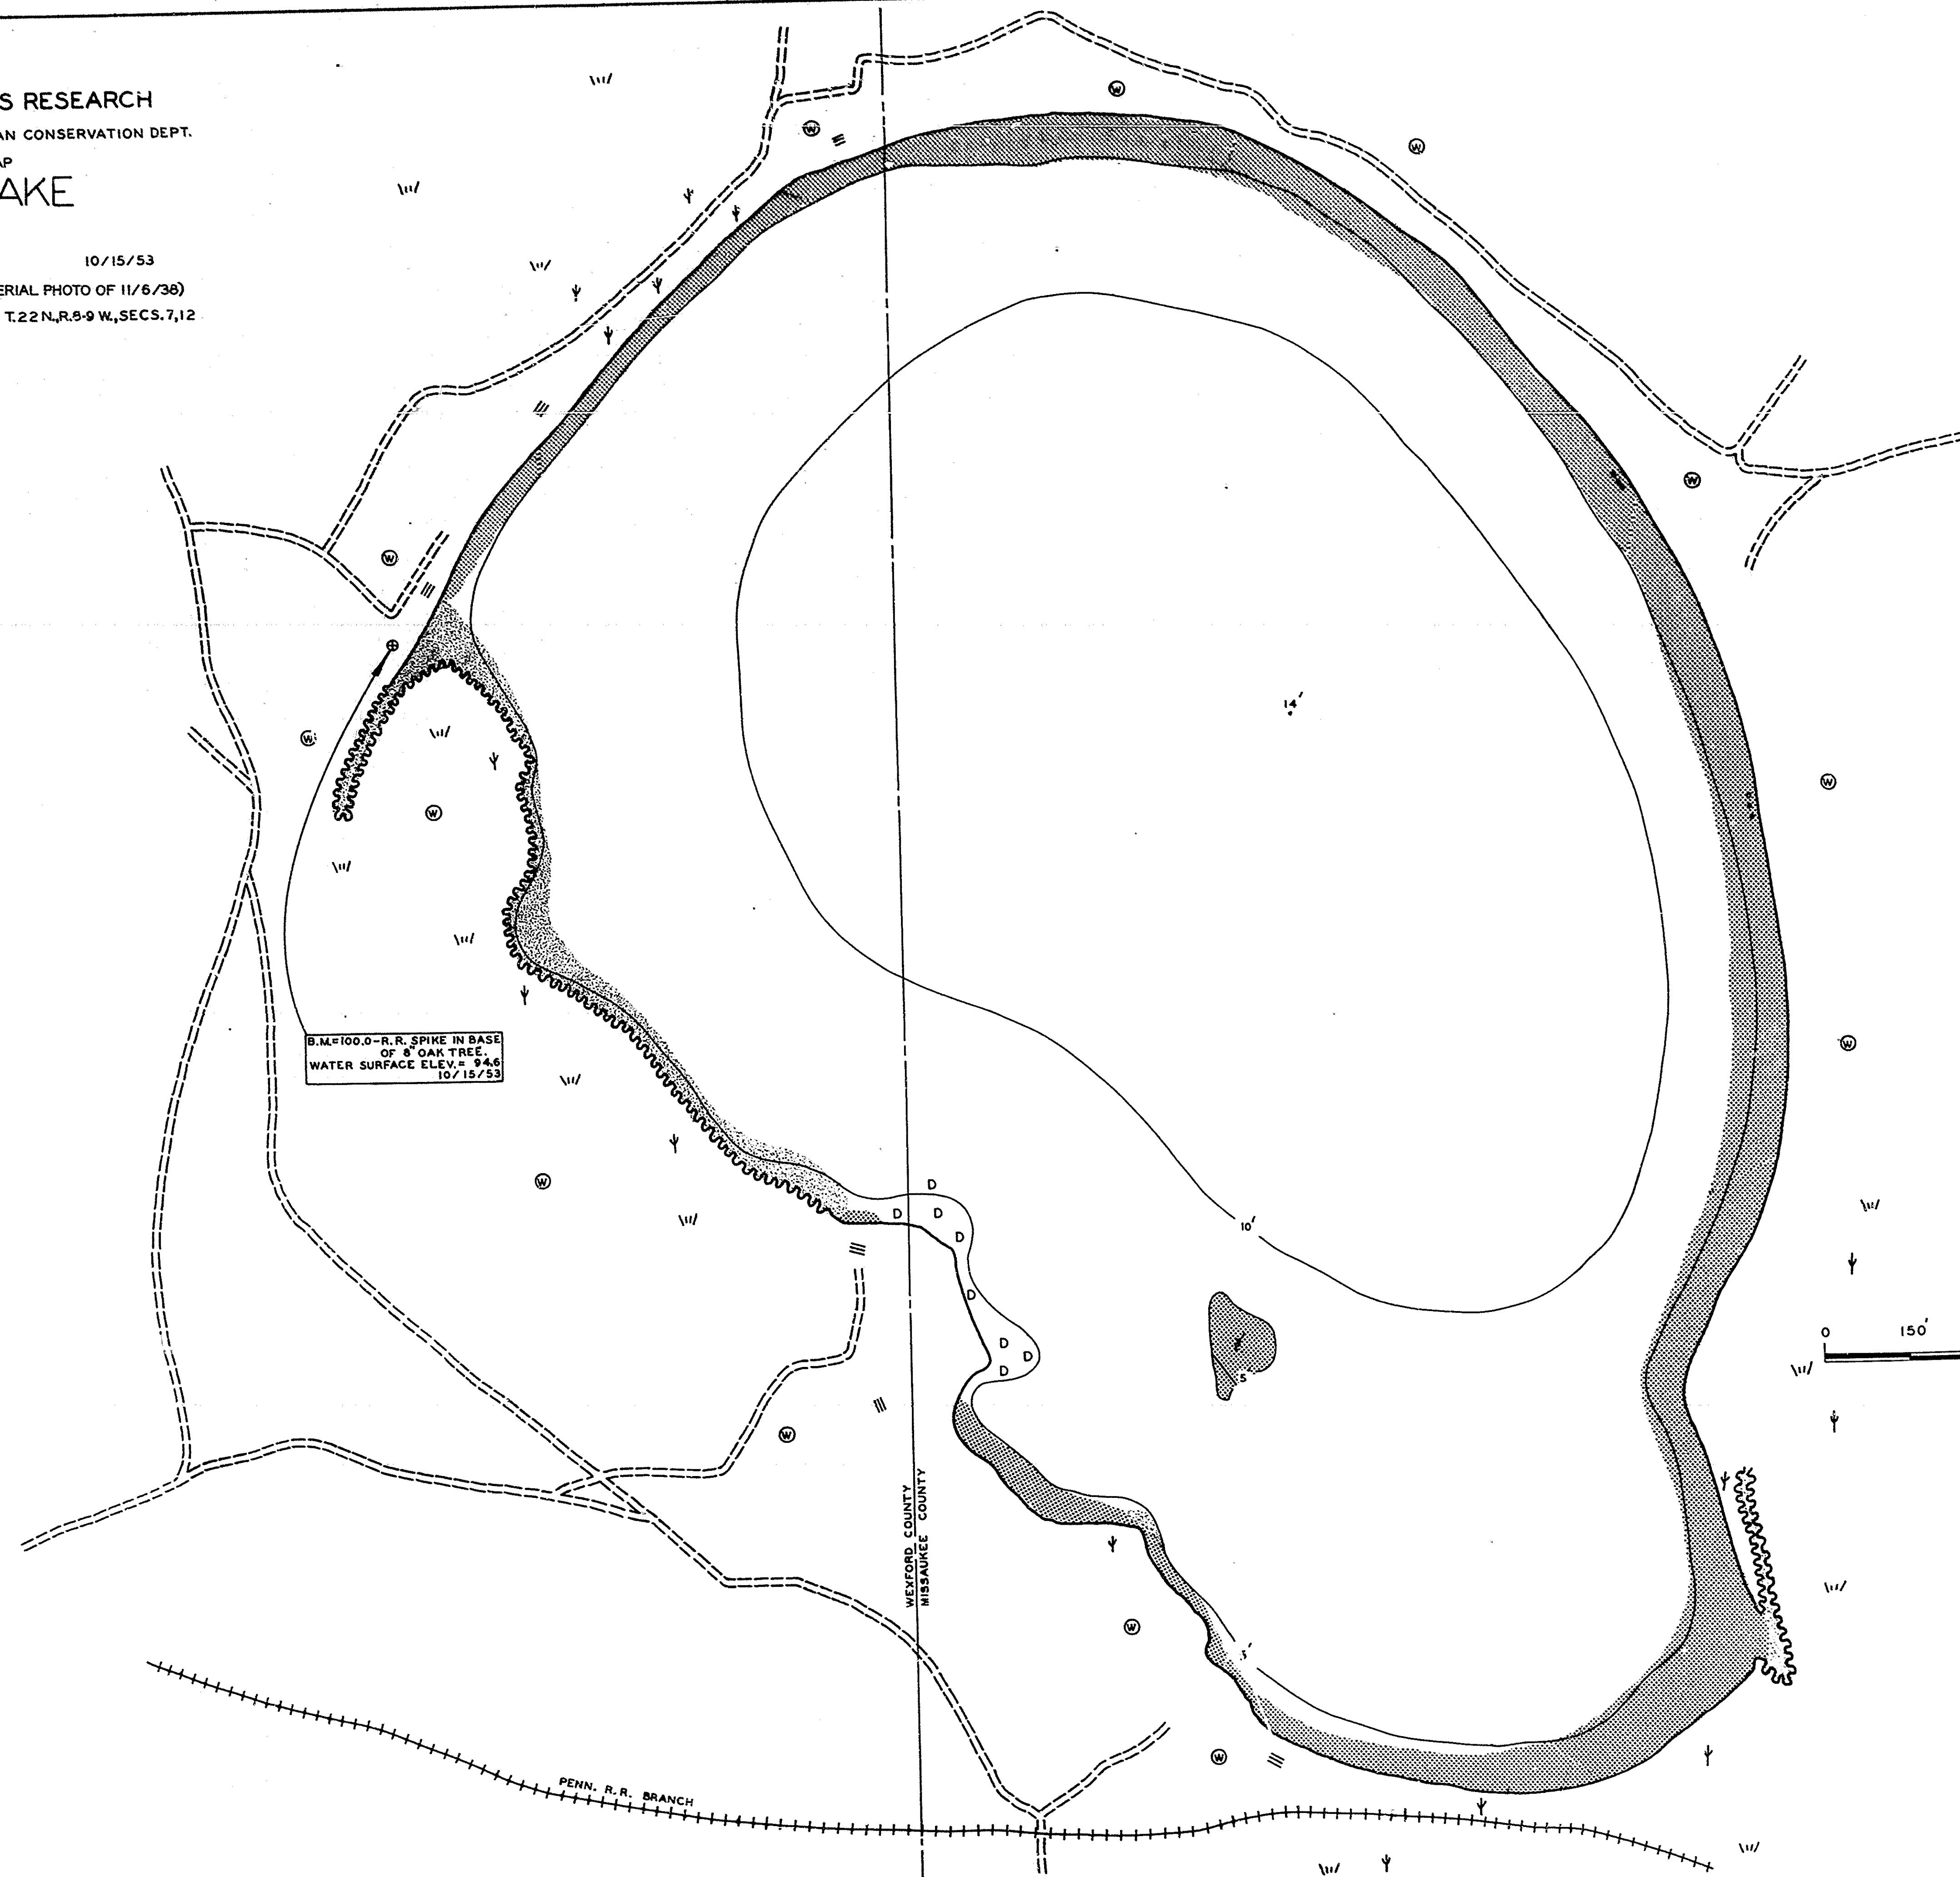 S RESEARCH
AN CONSERVATION DEPT.
AP
AKE
10/15/53
ERIAL PHOTO OF 11/6/38)
T.22 N.,R.8-9 W.,SECS.7,12
W
W
W
W
W
W
14'
W
W
B.M.=100.0-R.R. SPIKE IN BASE
OF 8" OAK TREE.
WATER SURFACE ELEV.= 94.6
10/15/53
W
W
D
D
D
D
10'
D
D
D
D
5'
0 150'
W
WEXFORD COUNTY
MISSAUKEE COUNTY
W
5'
W
PENN. R.R. BRANCH